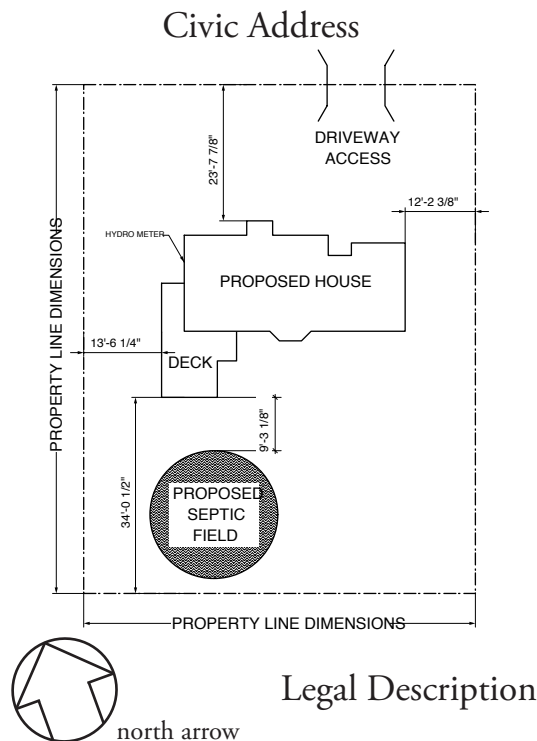 Civic Address
DRIVEWAY
ACCESS
23'-7 7/8"
12'-2 3/8"
HYDRO METER
PROPOSED HOUSE
PROPERTY LINE DIMENSIONS
13'-6 1/4"
DECK
9'-3 1/8"
34'-0 1/2"
PROPOSED
SEPTIC
FIELD
PROPERTY LINE DIMENSIONS
Legal Description
north arrow